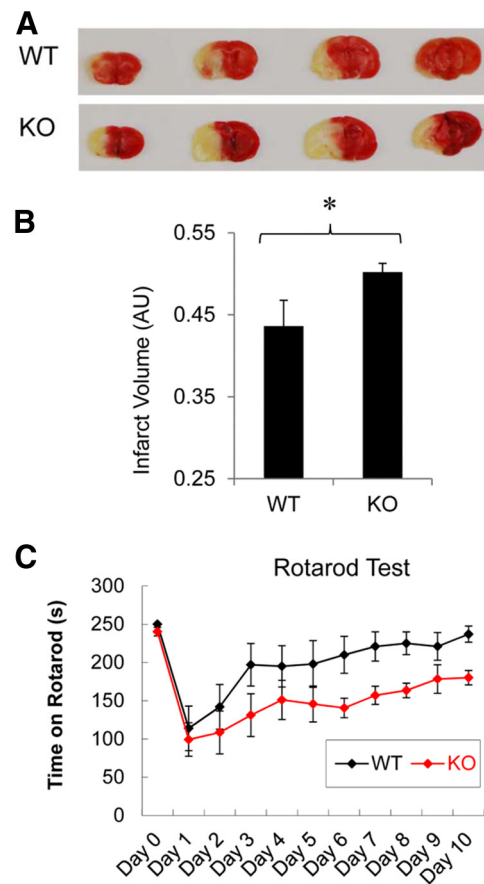 A
WT
KO
B
*
Infarct Volume (AU)
0.55
0.45
0.35
0.25
WT
KO
C
Rotarod Test
Time on Rotarod (s)
300
250
200
150
100
50
0
WT
KO
Day 0
Day 1
Day 2
Day 3
Day 4
Day 5
Day 6
Day 7
Day 8
Day 9
Day 10